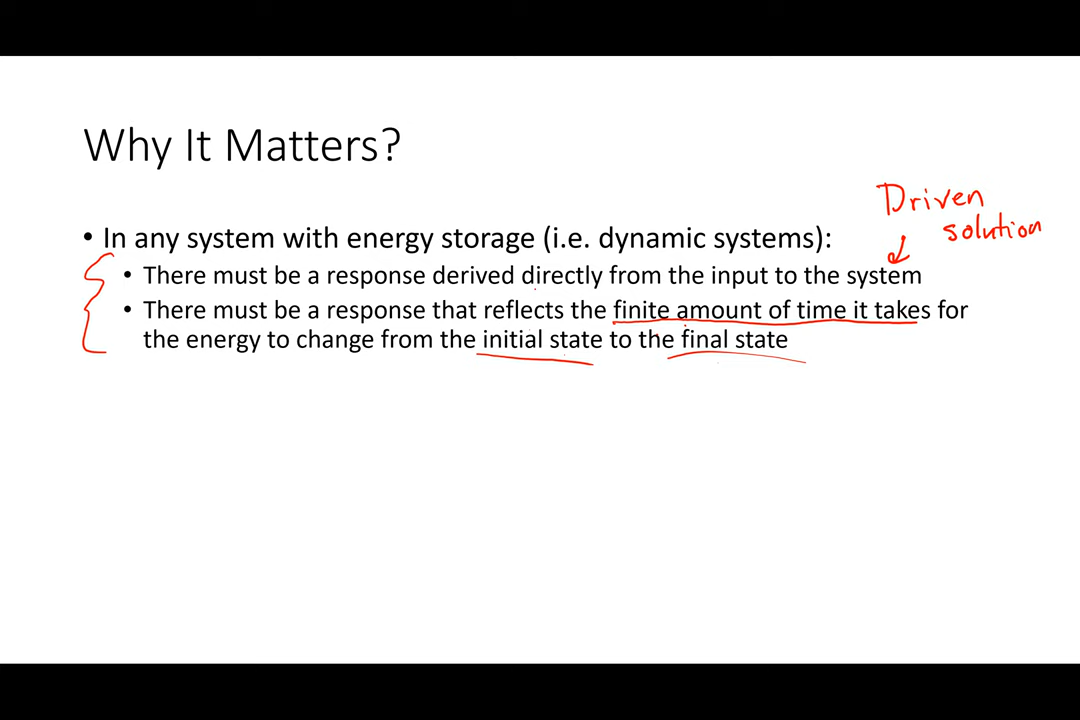 Why It Matters?
Driven
solution
• In any system with energy storage (i.e. dynamic systems):
• There must be a response derived directly from the input to the system
• There must be a response that reflects the finite amount of time it takes for
the energy to change from the initial state to the final state